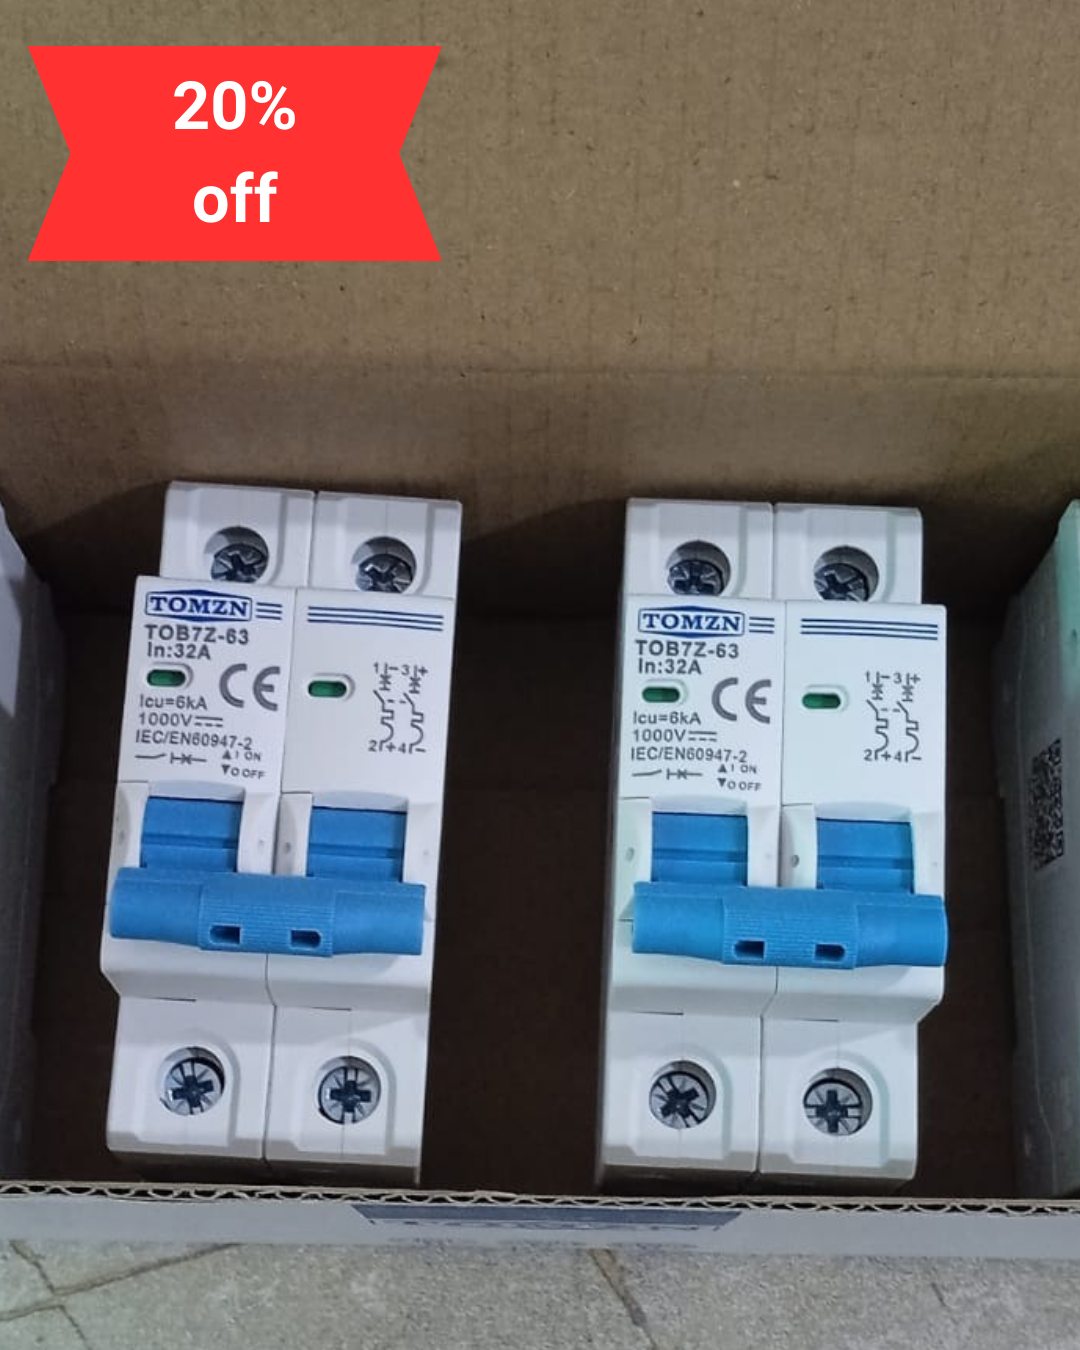 20%
off
TOMZN
TOB7Z-63
In:32A
CE
Icu=6kA
1000V
IEC/EN60947-2
▲I ON
▼O OFF
1 - 3 +
2 + 4 -
TOMZN
TOB7Z-63
In:32A
CE
Icu=6kA
1000V
IEC/EN60947-2
▲I ON
▼O OFF
1 - 3 +
2 + 4 -